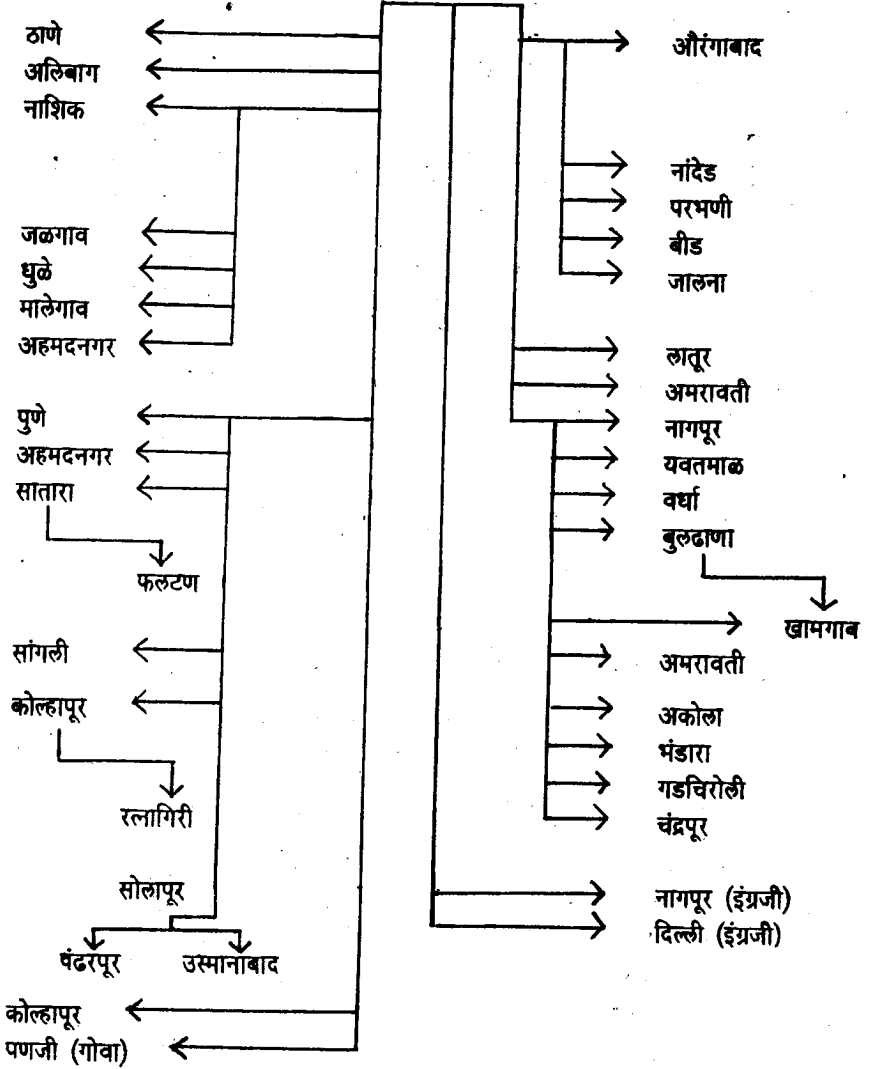 ठाणे
अलिबाग
नाशिक
जळगाव
धुळे
मालेगाव
अहमदनगर
पुणे
अहमदनगर
सातारा
फलटण
सांगली
कोल्हापूर
रत्नागिरी
सोलापूर
पंढरपूर
उस्मानाबाद
कोल्हापूर
पणजी (गोवा)
औरंगाबाद
नांदेड
परभणी
बीड
जालना
लातूर
अमरावती
नागपूर
यवतमाळ
वर्धा
बुलढाणा
खामगाब
अमरावती
अकोला
भंडारा
गडचिरोली
चंद्रपूर
नागपूर (इंग्रजी)
दिल्ली (इंग्रजी)